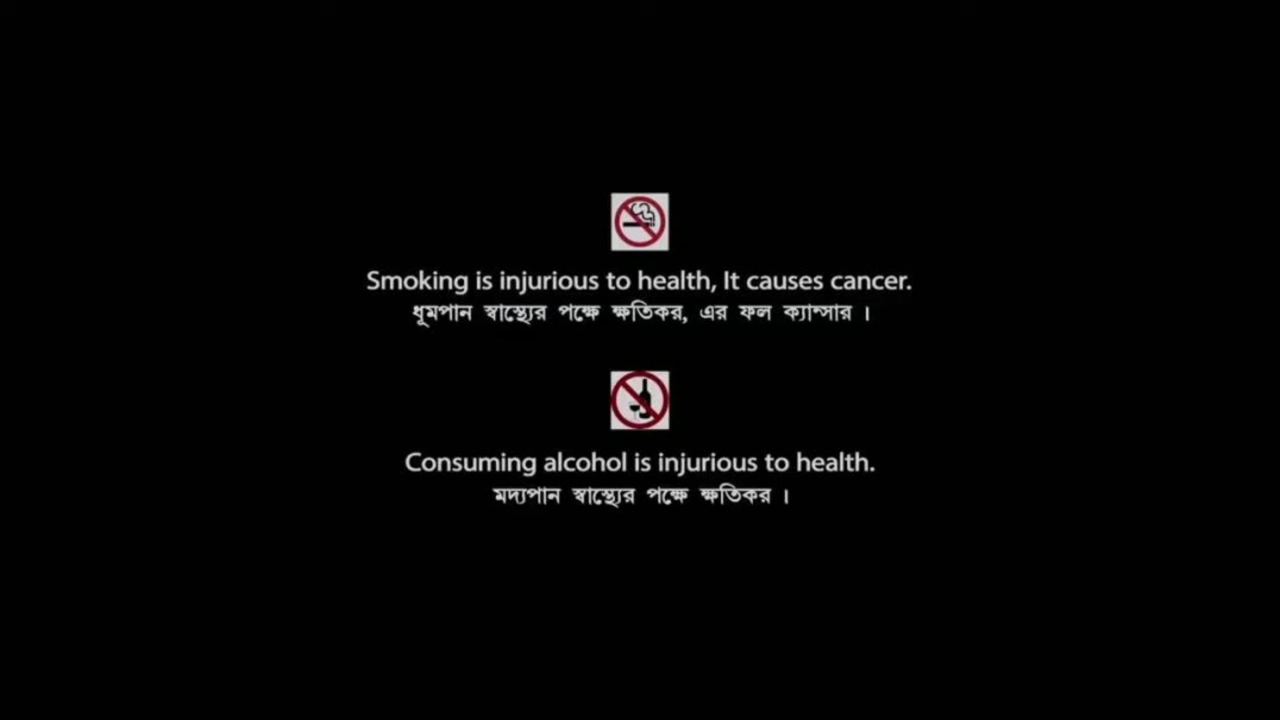 Smoking is injurious to health, It causes cancer.
ধূমপান স্বাস্থ্যের পক্ষে ক্ষতিকর, এর ফল ক্যান্সার ।
Consuming alcohol is injurious to health.
মদ্যপান স্বাস্থ্যের পক্ষে ক্ষতিকর ।